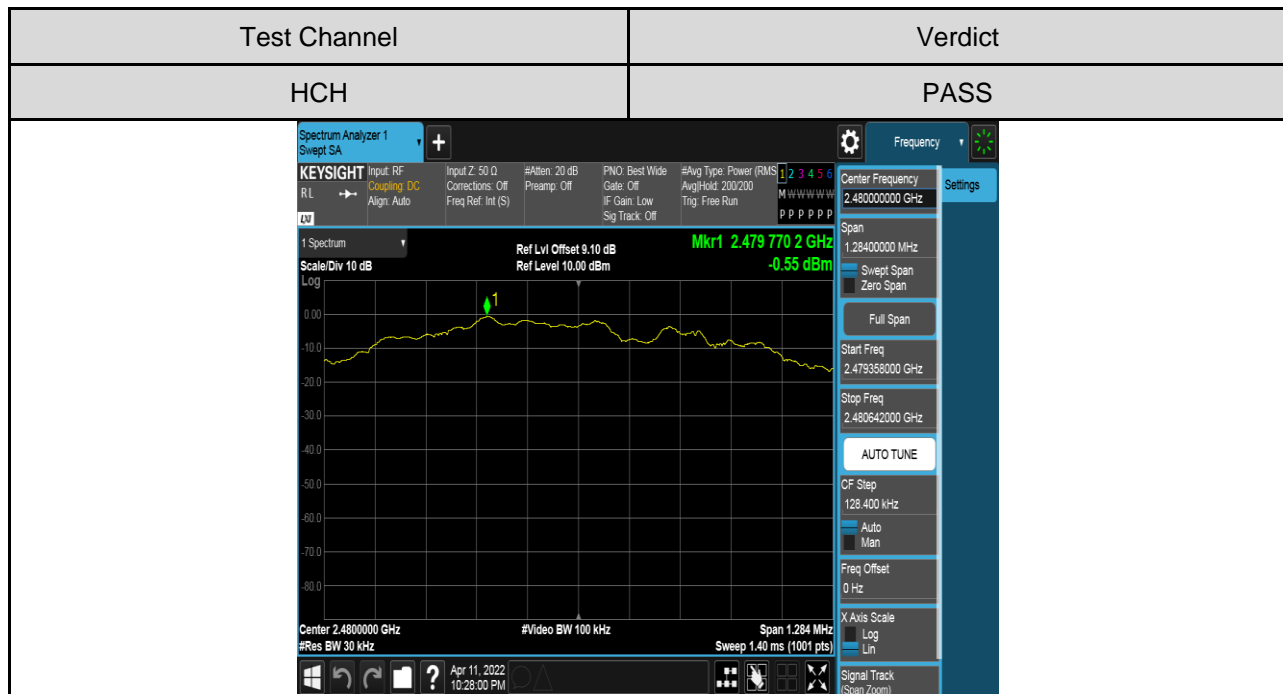 Test Channel
Verdict
HCH
PASS
Spectrum Analyzer 1
Swept SA
+
Frequency
KEYSIGHT
RL
LXI
Input: RF
Coupling: DC
Align: Auto
Input Z: 50 Ω
Corrections: Off
Freq Ref: Int (S)
#Atten: 20 dB
Preamp: Off
PNO: Best Wide
Gate: Off
IF Gain: Low
Sig Track: Off
#Avg Type: Power (RMS
Avg|Hold: 200/200
Trig: Free Run
1 2 3 4 5 6
M W W W W W
P P P P P P
1 Spectrum
Scale/Div 10 dB
Log
Ref Lvl Offset 9.10 dB
Ref Level 10.00 dBm
Mkr1 2.479 770 2 GHz
-0.55 dBm
1
0.00
-10.0
-20.0
-30.0
-40.0
-50.0
-60.0
-70.0
-80.0
Center 2.4800000 GHz
#Video BW 100 kHz
Span 1.284 MHz
#Res BW 30 kHz
Sweep 1.40 ms (1001 pts)
?
Apr 11, 2022
10:28:00 PM
Center Frequency
2.480000000 GHz
Settings
Span
1.28400000 MHz
Swept Span
Zero Span
Full Span
Start Freq
2.479358000 GHz
Stop Freq
2.480642000 GHz
AUTO TUNE
CF Step
128.400 kHz
Auto
Man
Freq Offset
0 Hz
X Axis Scale
Log
Lin
Signal Track
(Span Zoom)